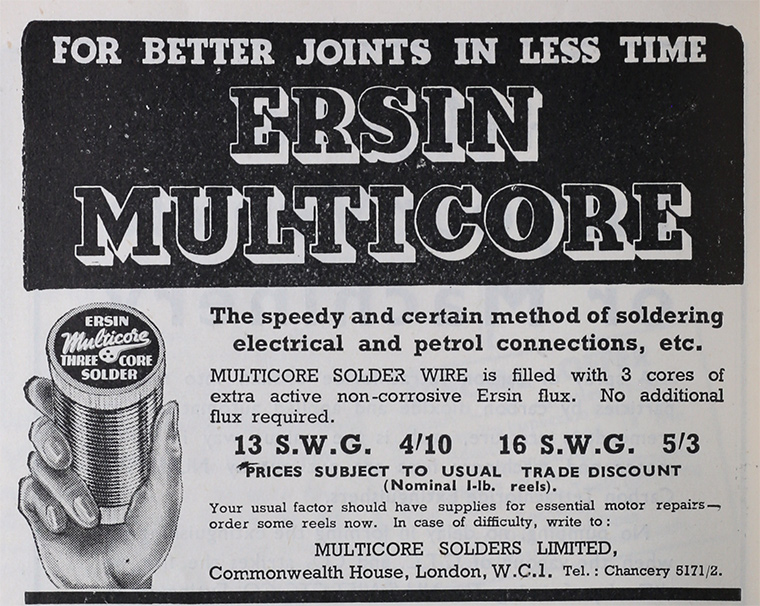 FOR BETTER JOINTS IN LESS TIME
ERSIN
MULTICORE
ERSIN
Multicore
THREE CORE
SOLDER
The speedy and certain method of soldering
electrical and petrol connections, etc.
MULTICORE SOLDER WIRE is filled with 3 cores of
extra active non-corrosive Ersin flux. No additional
flux required.
13 S.W.G. 4/10 16 S.W.G. 5/3
PRICES SUBJECT TO USUAL TRADE DISCOUNT
(Nominal 1-lb. reels).
Your usual factor should have supplies for essential motor repairs—
order some reels now. In case of difficulty, write to:
MULTICORE SOLDERS LIMITED,
Commonwealth House, London, W.C.1. Tel.: Chancery 5171/2.